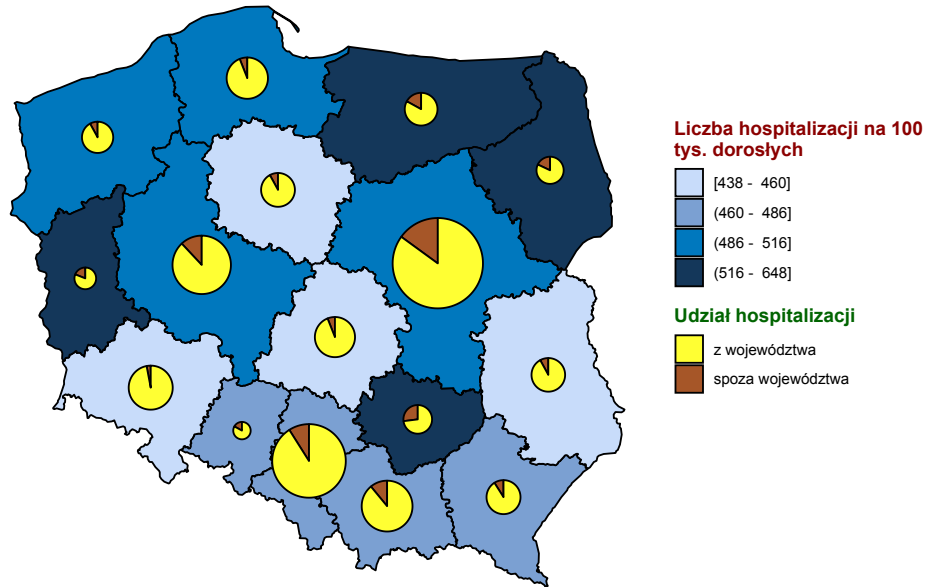 Liczba hospitalizacji na 100
tys. dorosłych
[438 - 460]
(460 - 486]
(486 - 516]
(516 - 648]
Udział hospitalizacji
z województwa
spoza województwa